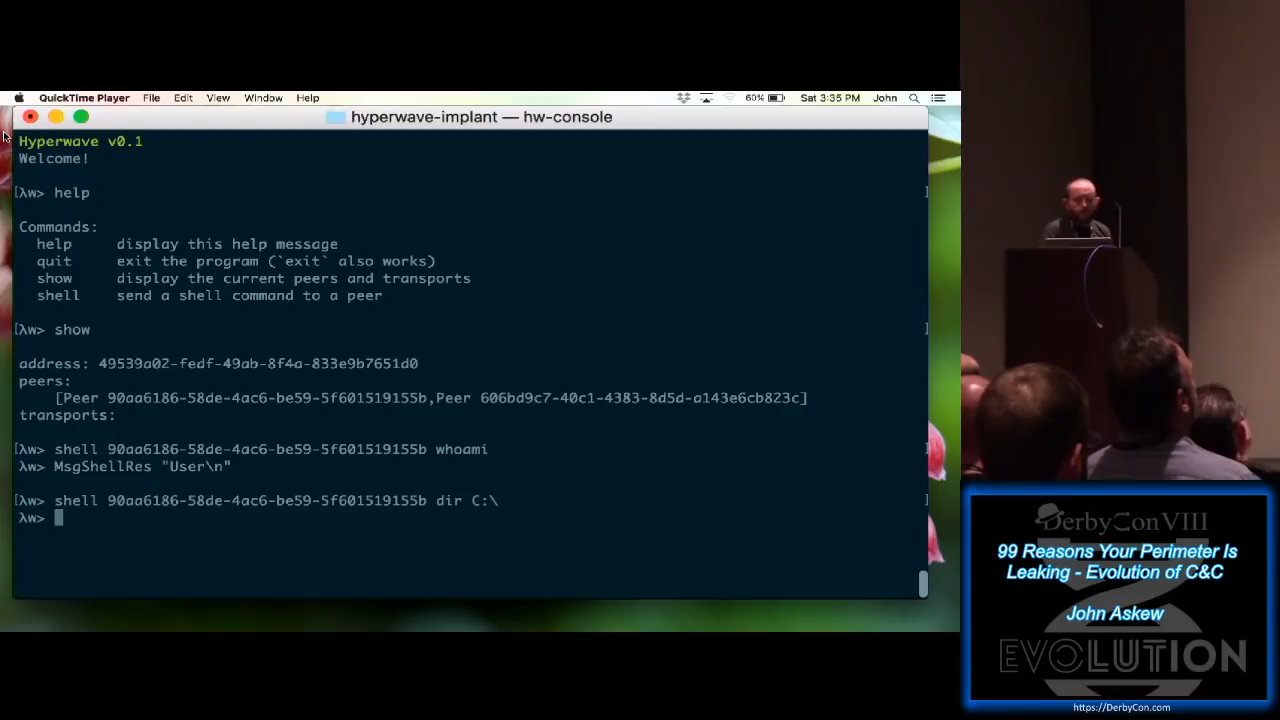 QuickTime Player File Edit View Window Help 60% Sat 3:35 PM John
hyperwave-implant — hw-console
Hyperwave v0.1
Welcome!
[λw> help ]
Commands:
help display this help message
quit exit the program (`exit` also works)
show display the current peers and transports
shell send a shell command to a peer
[λw> show ]
address: 49539a02-fedf-49ab-8f4a-833e9b7651d0
peers:
[Peer 90aa6186-58de-4ac6-be59-5f601519155b,Peer 606bd9c7-40c1-4383-8d5d-a143e6cb823c]
transports:
[λw> shell 90aa6186-58de-4ac6-be59-5f601519155b whoami ]
λw> MsgShellRes "User\n"
[λw> shell 90aa6186-58de-4ac6-be59-5f601519155b dir C:\ ]
λw>
DerbyCon VIII
99 Reasons Your Perimeter Is
Leaking - Evolution of C&C
John Askew
EVOLUTION
https://DerbyCon.com